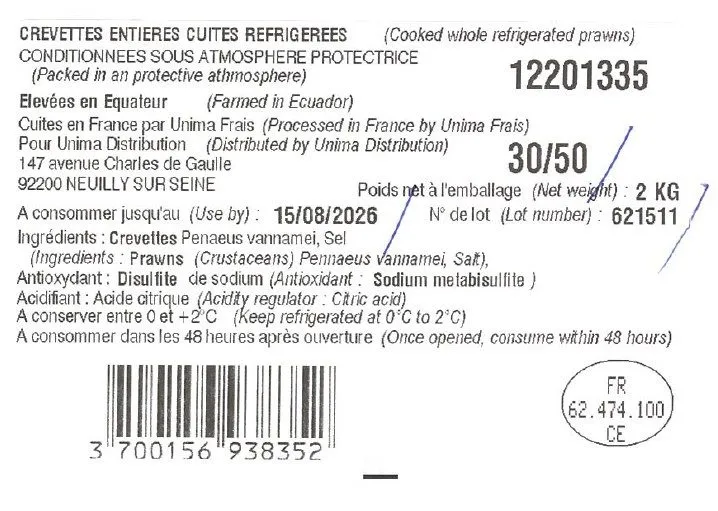 CREVETTES ENTIERES CUITES REFRIGEREES (Cooked whole refrigerated prawns)
CONDITIONNEES SOUS ATMOSPHERE PROTECTRICE
(Packed in an protective athmosphere)
12201335
Elevées en Equateur (Farmed in Ecuador)
Cuites en France par Unima Frais (Processed in France by Unima Frais)
Pour Unima Distribution (Distributed by Unima Distribution)
30/50
147 avenue Charles de Gaulle
92200 NEUILLY SUR SEINE
Poids net à l'emballage (Net weight) : 2 KG
A consommer jusqu'au (Use by) : 15/08/2026 N° de lot (Lot number) : 621511
Ingrédients : Crevettes Penaeus vannamei, Sel
(Ingredients : Prawns (Crustaceans) Pennaeus vannamei, Salt),
Antioxydant : Disulfite de sodium (Antioxidant : Sodium metabisulfite )
Acidifiant : Acide citrique (Acidity regulator : Citric acid)
A conserver entre 0 et +2°C (Keep refrigerated at 0°C to 2°C)
A consommer dans les 48 heures après ouverture (Once opened, consume within 48 hours)
FR
62.474.100
CE
3 700156 938352